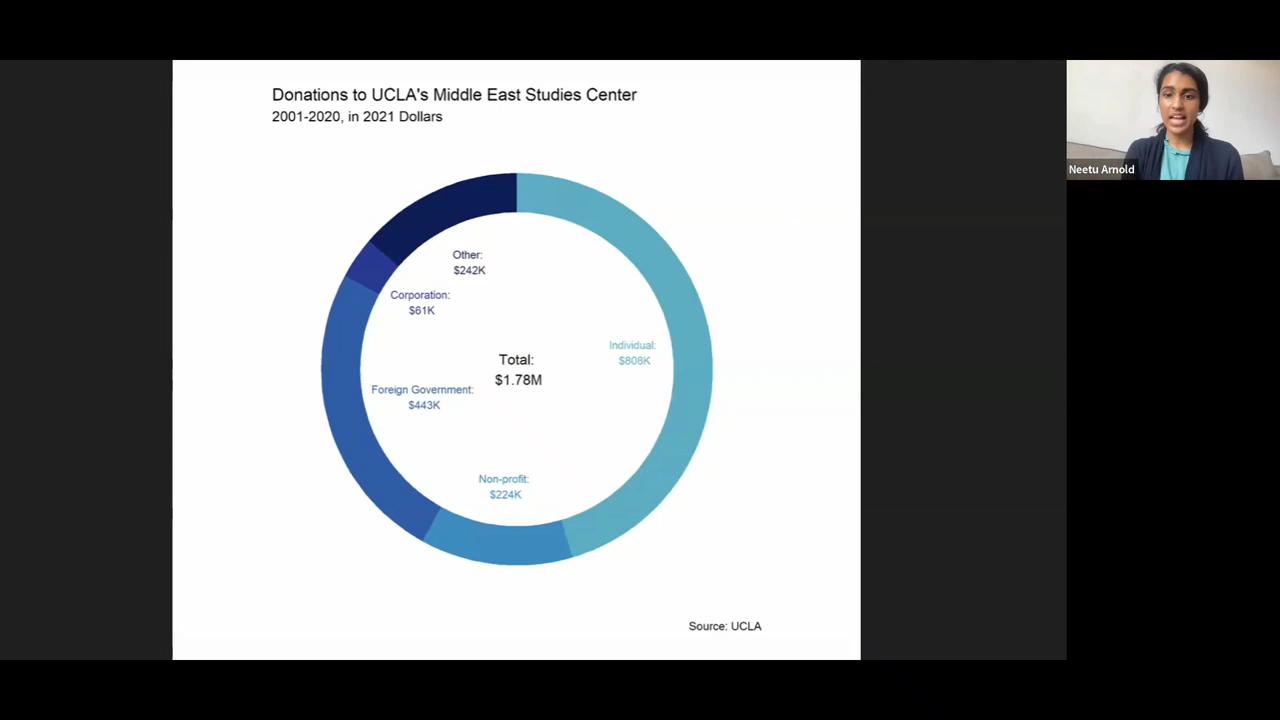 Donations to UCLA's Middle East Studies Center
2001-2020, in 2021 Dollars
Other:
$242K
Corporation:
$61K
Individual:
$808K
Total:
$1.78M
Foreign Government:
$443K
Non-profit:
$224K
Source: UCLA
Neetu Arnold